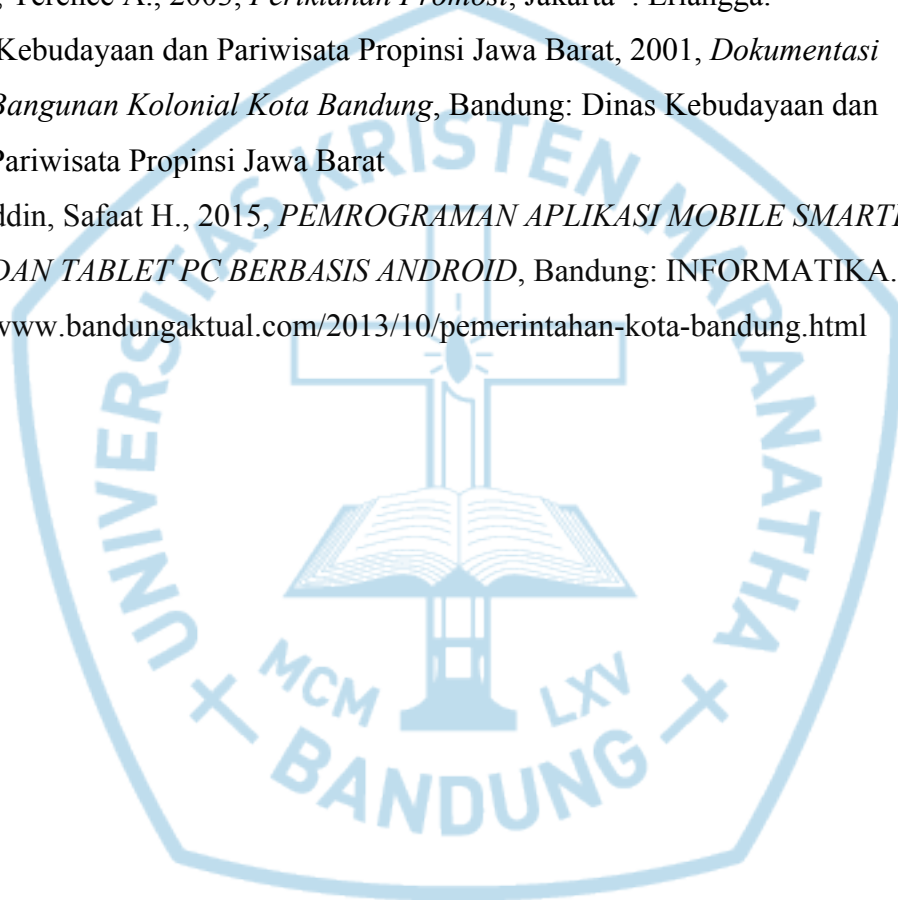 , Terence A., 2003, Periklanan Promosi, Jakarta : Erlangga.
Kebudayaan dan Pariwisata Propinsi Jawa Barat, 2001, Dokumentasi
Bangunan Kolonial Kota Bandung, Bandung: Dinas Kebudayaan dan
Pariwisata Propinsi Jawa Barat
ddin, Safaat H., 2015, PEMROGRAMAN APLIKASI MOBILE SMART
DAN TABLET PC BERBASIS ANDROID, Bandung: INFORMATIKA.
www.bandungaktual.com/2013/10/pemerintahan-kota-bandung.html
UNIVERSITAS KRISTEN MARANATHA
MCM LXV
BANDUNG